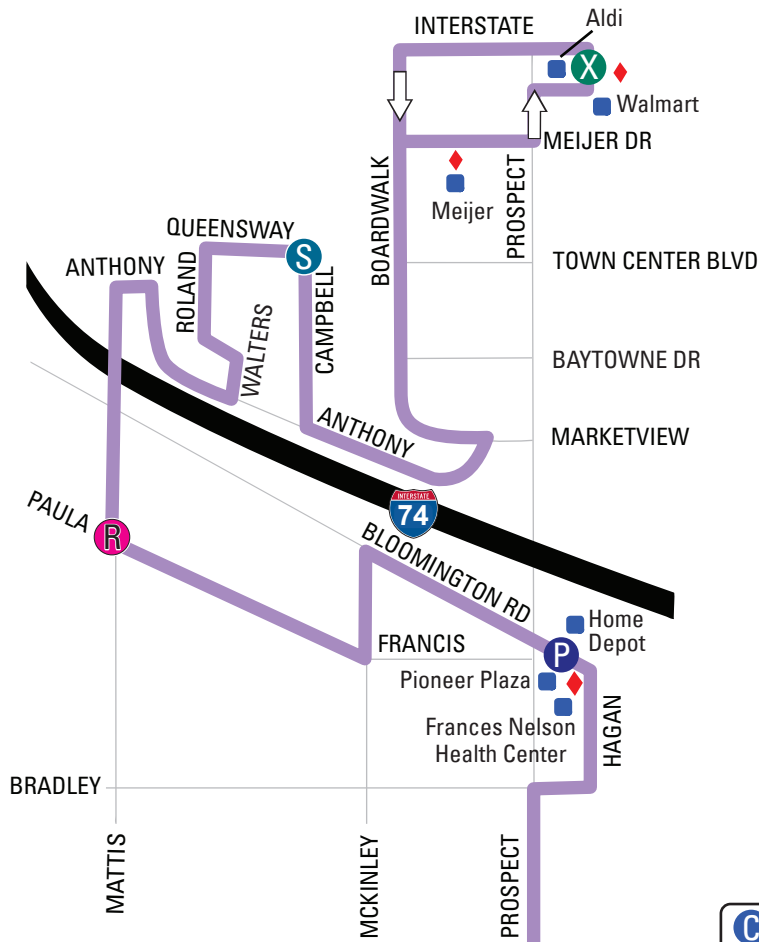 INTERSTATE
Aldi
X
Walmart
MEIJER DR
Meijer
BOARDWALK
PROSPECT
QUEENSWAY
S
ANTHONY
ROLAND
WALTERS
CAMPBELL
TOWN CENTER BLVD
BAYTOWNE DR
MARKETVIEW
ANTHONY
INTERSTATE
74
PAULA
R
BLOOMINGTON RD
FRANCIS
Home
Depot
P
Pioneer Plaza
Frances Nelson
Health Center
HAGAN
BRADLEY
MATTIS
MCKINLEY
PROSPECT
C